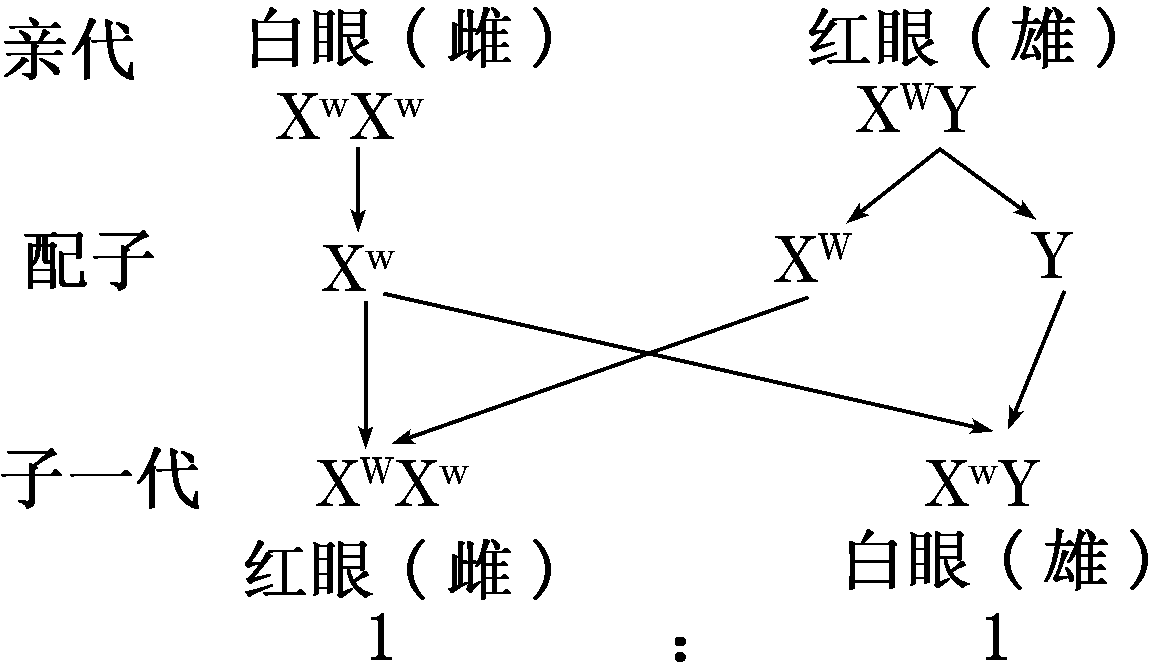 亲代 白眼(雌) 红眼(雄)
XʷXʷ XᵂY
配子 Xʷ Xᵂ Y
子一代 XᵂXʷ XʷY
红眼(雌) 白眼(雄)
1 : 1